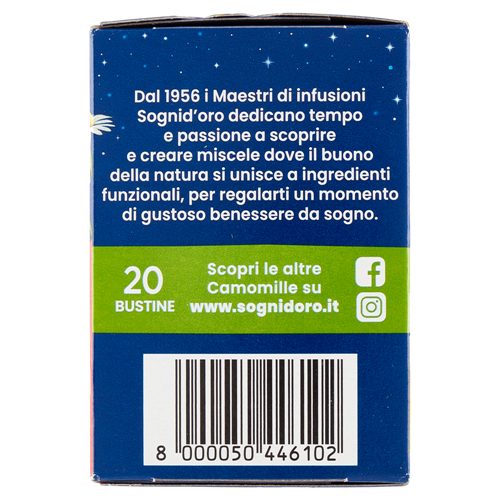 Dal 1956 i Maestri di infusioni
Sognid'oro dedicano tempo
e passione a scoprire
e creare miscele dove il buono
della natura si unisce a ingredienti
funzionali, per regalarti un momento
di gustoso benessere da sogno.
20
BUSTINE
Scopri le altre
Camomille su
www.sognidoro.it
8 000050 446102